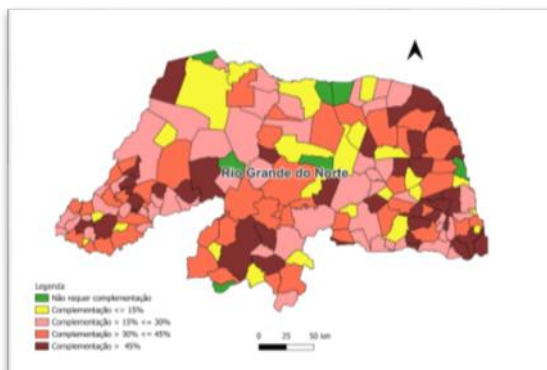 Rio Grande do Norte
Legenda
Não requer complementação
Complementação <= 15%
Complementação > 15% <= 30%
Complementação > 30% <= 45%
Complementação > 45%
0 25 50 km